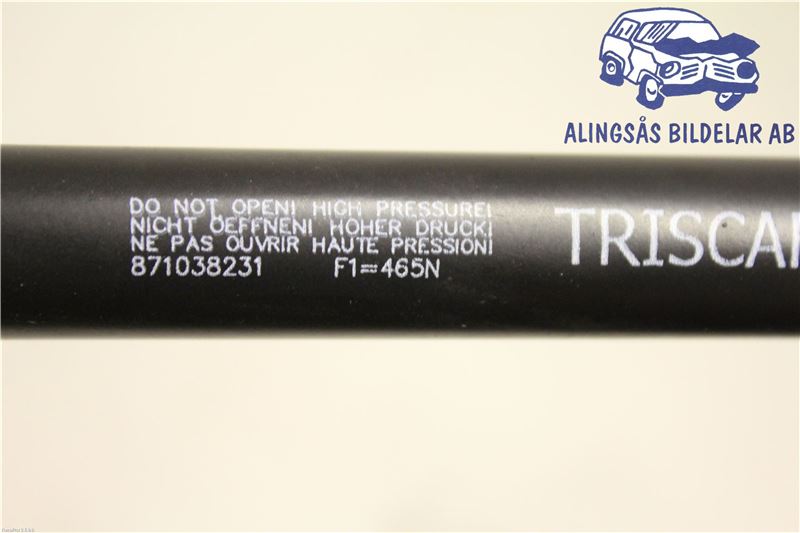 ALINGSÅS BILDELAR AB
DO NOT OPEN! HIGH PRESSURE!
NICHT OEFFNEN! HOHER DRUCK!
NE PAS OUVRIR HAUTE PRESSION!
871038231 F1=465N
TRISCAN